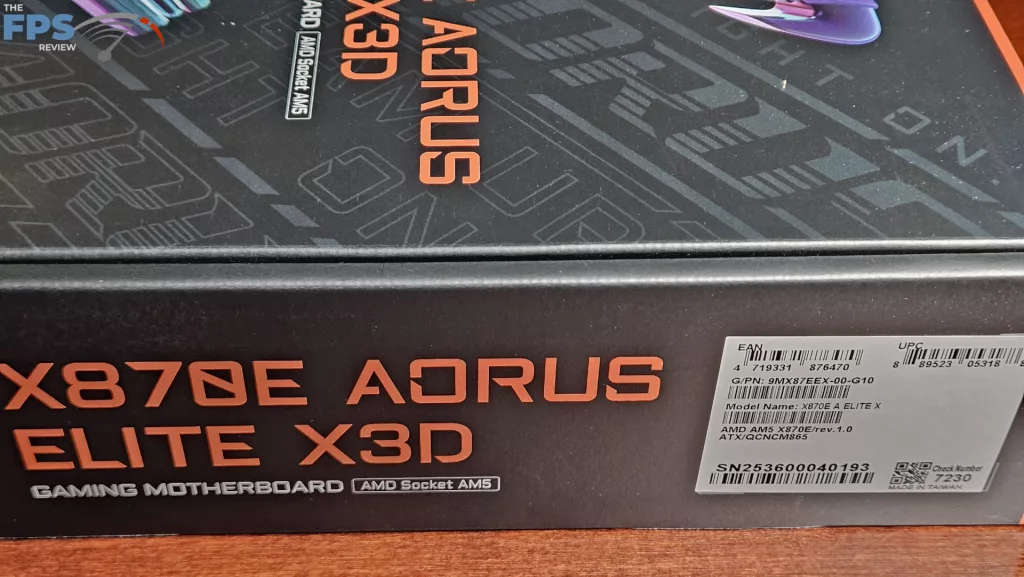 THE
FPS
REVIEW
AORUS
X3D
AMD Socket AM5
FIGHT ON.
X870E AORUS
ELITE X3D
GAMING MOTHERBOARD AMD Socket AM5
EAN
4 719331 876470
UPC
8 89523 05318
G/PN: 9MX87EEX-00-G10
Model Name: X870E A ELITE X
AMD AM5 X870E/rev.1.0
ATX/QCNCM865
SN253600040193
Check Number
7230
MADE IN TAIWAN